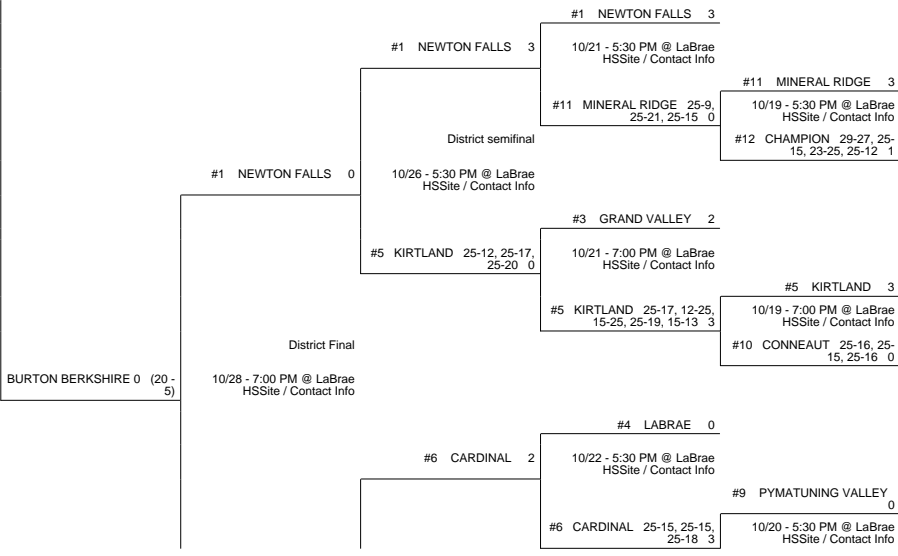 #1 NEWTON FALLS 3
#1 NEWTON FALLS 3
10/21 - 5:30 PM @ LaBrae
HSSite / Contact Info
#11 MINERAL RIDGE 3
#11 MINERAL RIDGE 25-9,
25-21, 25-15 0
10/19 - 5:30 PM @ LaBrae
HSSite / Contact Info
District semifinal
#12 CHAMPION 29-27, 25-
15, 23-25, 25-12 1
#1 NEWTON FALLS 0
10/26 - 5:30 PM @ LaBrae
HSSite / Contact Info
#3 GRAND VALLEY 2
#5 KIRTLAND 25-12, 25-17,
25-20 0
10/21 - 7:00 PM @ LaBrae
HSSite / Contact Info
#5 KIRTLAND 3
#5 KIRTLAND 25-17, 12-25,
15-25, 25-19, 15-13 3
10/19 - 7:00 PM @ LaBrae
HSSite / Contact Info
District Final
#10 CONNEAUT 25-16, 25-
15, 25-16 0
BURTON BERKSHIRE 0 (20 -
5)
10/28 - 7:00 PM @ LaBrae
HSSite / Contact Info
#4 LABRAE 0
#6 CARDINAL 2
10/22 - 5:30 PM @ LaBrae
HSSite / Contact Info
#9 PYMATUNING VALLEY
0
#6 CARDINAL 25-15, 25-15,
25-18 3
10/20 - 5:30 PM @ LaBrae
HSSite / Contact Info